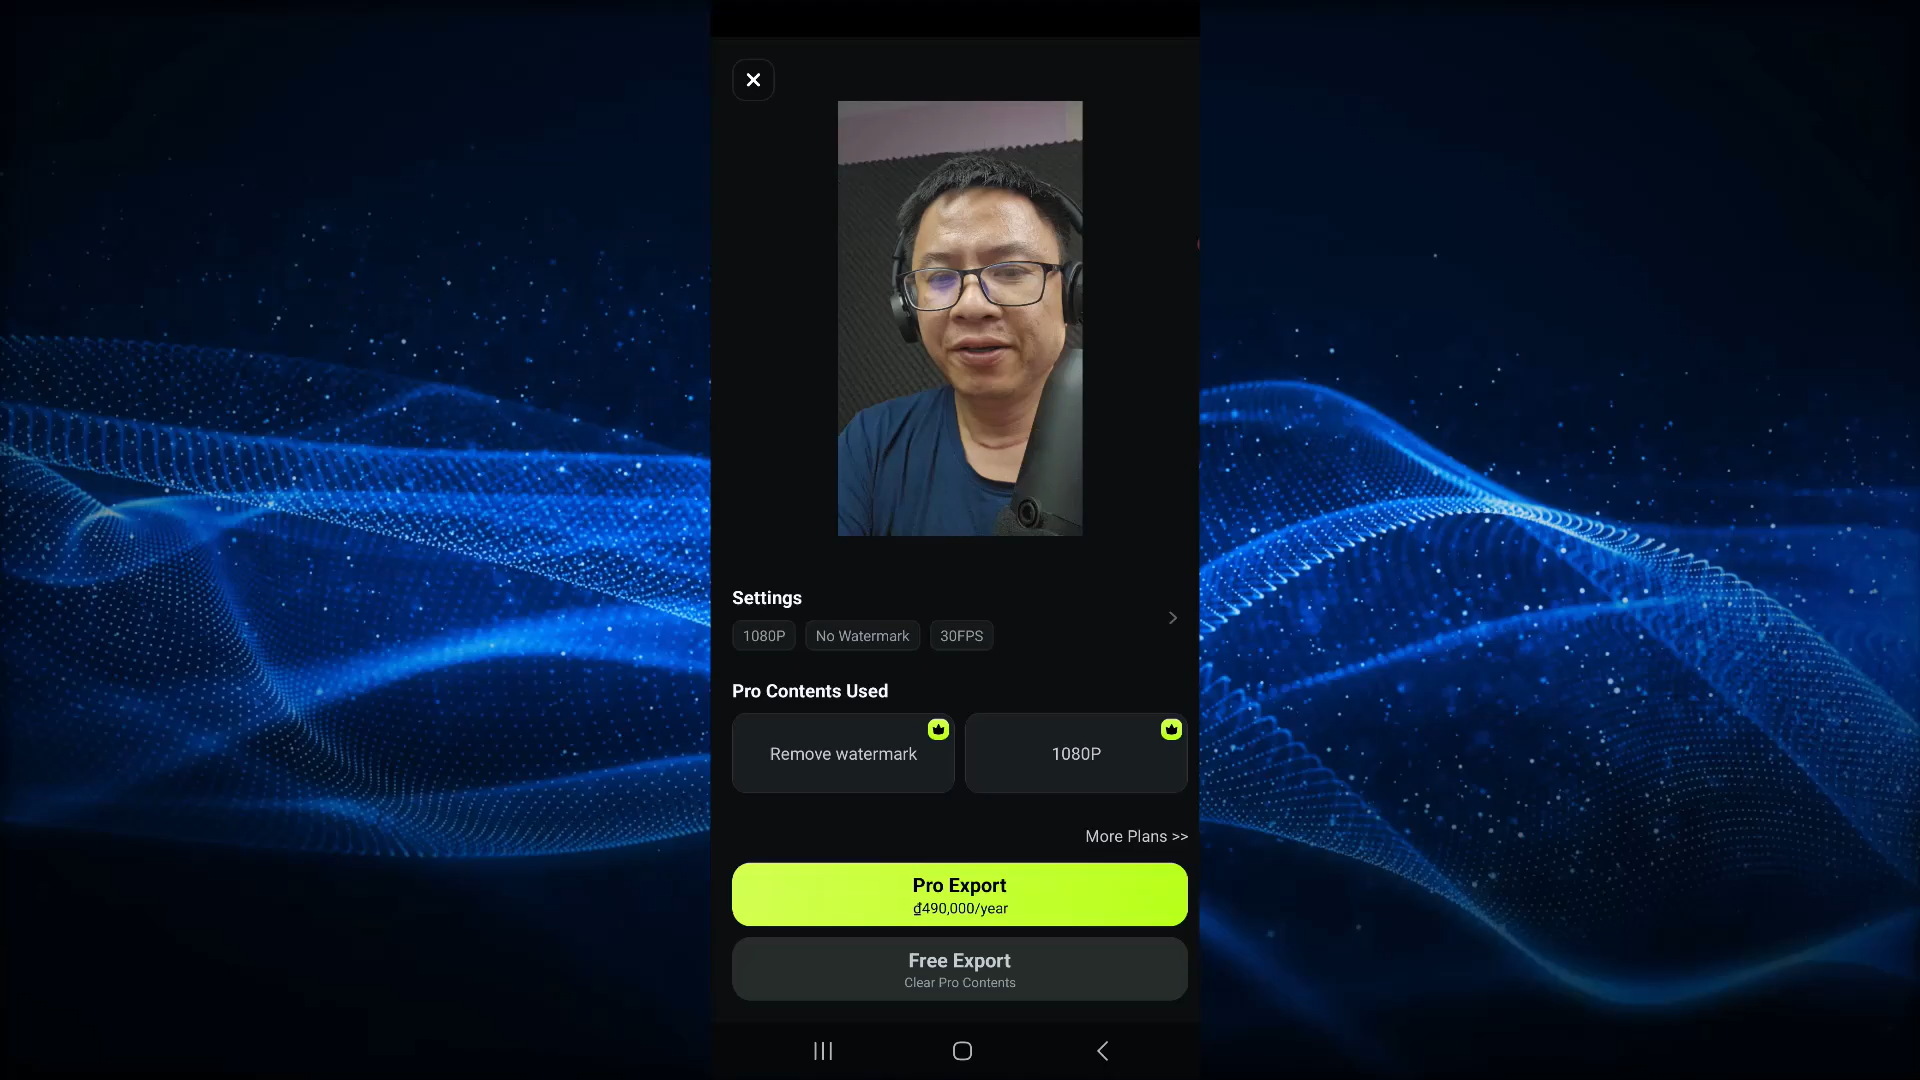 Settings
1080P No Watermark 30FPS
Pro Contents Used
Remove watermark 1080P
More Plans >>
Pro Export
₫490,000/year
Free Export
Clear Pro Contents